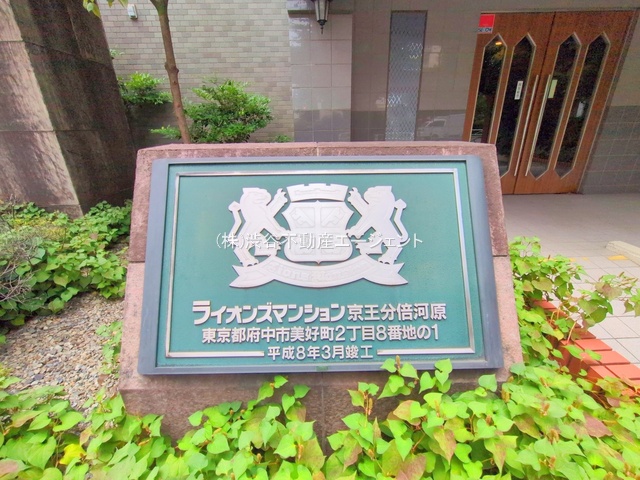 (株)渋谷不動産エージェント
ライオンズマンション京王分倍河原
東京都府中市美好町2丁目8番地の1
平成8年3月竣工